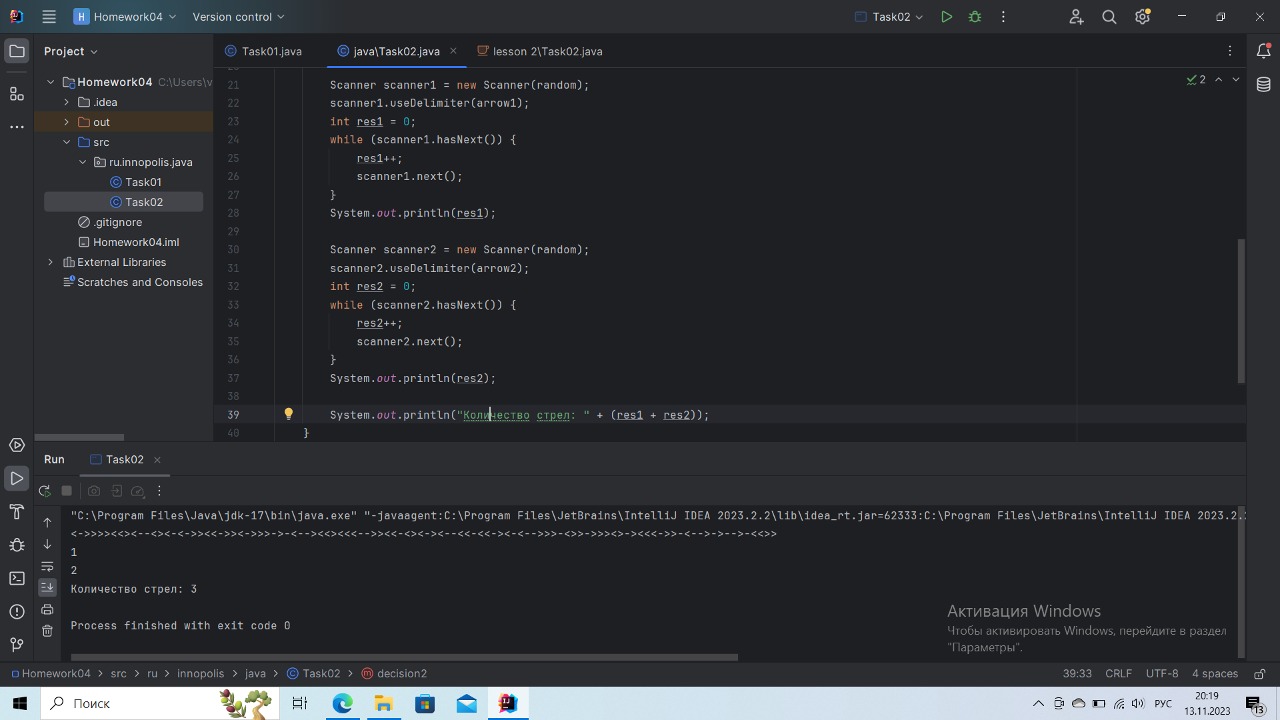 H Homework04 Version control Task02
Project Task01.java java\Task02.java lesson 2\Task02.java
Homework04 C:\Users\v
.idea
out
src
ru.innopolis.java
Task01
Task02
.gitignore
Homework04.iml
External Libraries
Scratches and Consoles
2
21 Scanner scanner1 = new Scanner(random);
22 scanner1.useDelimiter(arrow1);
23 int res1 = 0;
24 while (scanner1.hasNext()) {
25 res1++;
26 scanner1.next();
27 }
28 System.out.println(res1);
29
30 Scanner scanner2 = new Scanner(random);
31 scanner2.useDelimiter(arrow2);
32 int res2 = 0;
33 while (scanner2.hasNext()) {
34 res2++;
35 scanner2.next();
36 }
37 System.out.println(res2);
38
39 System.out.println("Количество стрел: " + (res1 + res2));
40 }
Run Task02
"C:\Program Files\Java\jdk-17\bin\java.exe" "-javaagent:C:\Program Files\JetBrains\IntelliJ IDEA 2023.2.2\lib\idea_rt.jar=62333:C:\Program Files\JetBrains\IntelliJ IDEA 2023.2.
1
2
Количество стрел: 3
Process finished with exit code 0
Активация Windows
Чтобы активировать Windows, перейдите в раздел
"Параметры".
Homework04 > src > ru > innopolis > java > Task02 > decision2 39:33 CRLF UTF-8 4 spaces
Поиск РУС 20:19
13.11.2023 13